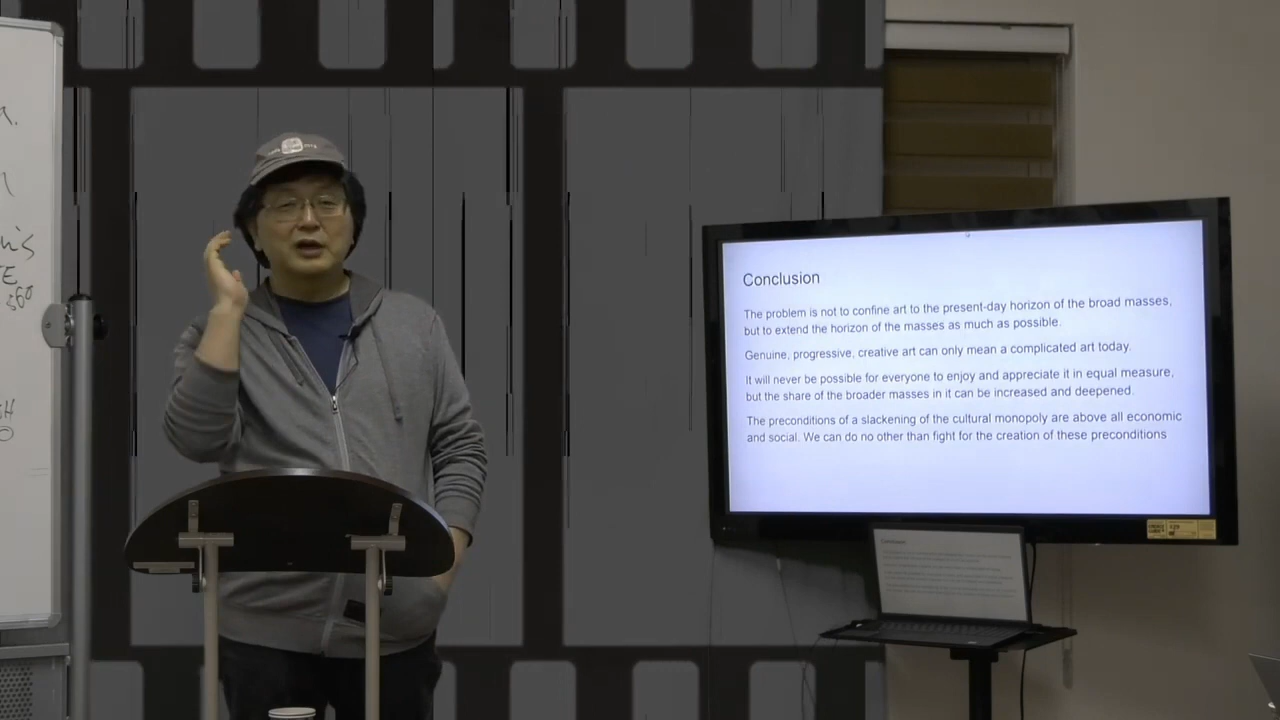 Conclusion
The problem is not to confine art to the present-day horizon of the broad masses,
but to extend the horizon of the masses as much as possible.
Genuine, progressive, creative art can only mean a complicated art today.
It will never be possible for everyone to enjoy and appreciate it in equal measure,
but the share of the broader masses in it can be increased and deepened.
The preconditions of a slackening of the cultural monopoly are above all economic
and social. We can do no other than fight for the creation of these preconditions
Conclusion